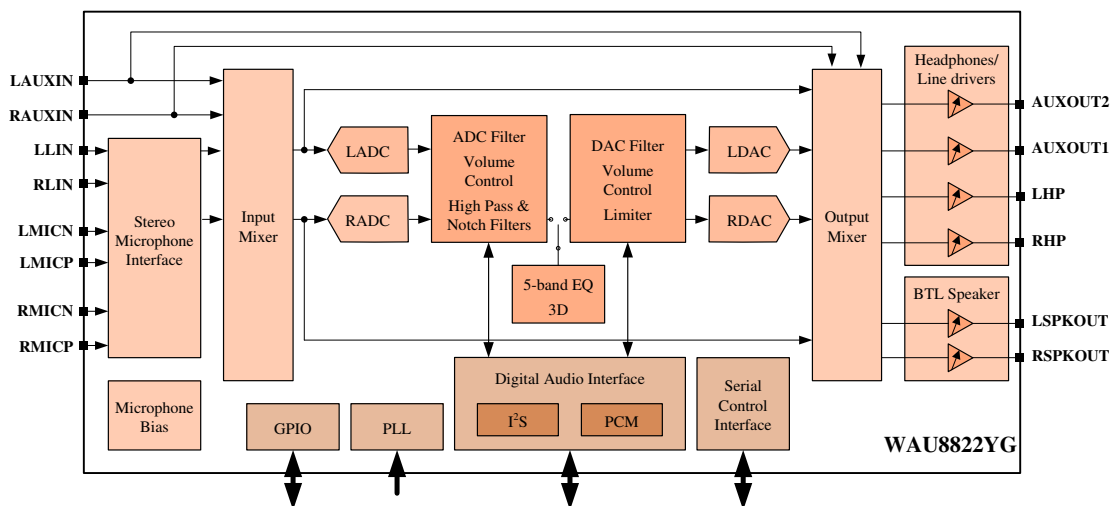 LAUXIN
RAUXIN
LLIN
RLIN
LMICN
LMICP
RMICN
RMICP
Stereo
Microphone
Interface
Microphone
Bias
Input
Mixer
LADC
RADC
ADC Filter
Volume
Control
High Pass &
Notch Filters
DAC Filter
Volume
Control
Limiter
5-band EQ
3D
LDAC
RDAC
Output
Mixer
Headphones/
Line drivers
BTL Speaker
AUXOUT2
AUXOUT1
LHP
RHP
LSPKOUT
RSPKOUT
GPIO
PLL
Digital Audio Interface
I²S
PCM
Serial
Control
Interface
WAU8822YG